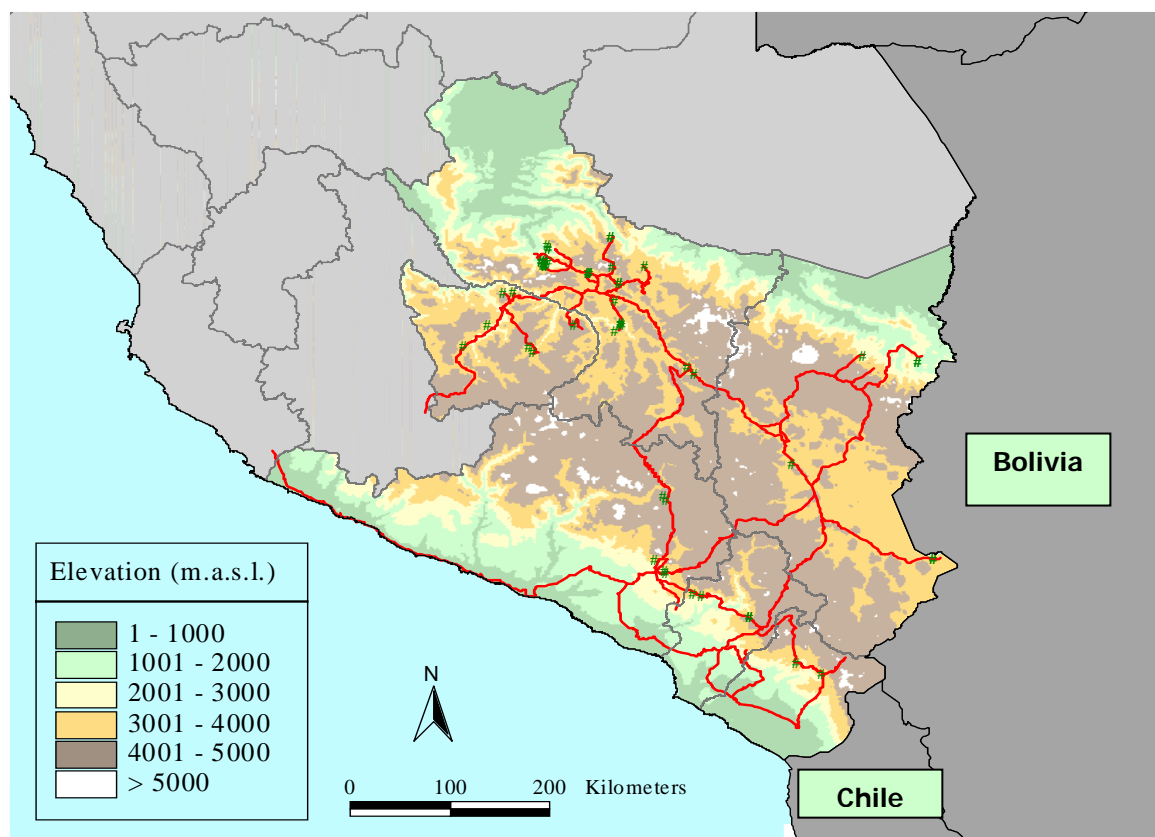 Bolivia
Elevation (m.a.s.l.)
1 - 1000
1001 - 2000
2001 - 3000
3001 - 4000
4001 - 5000
> 5000
N
0 100 200 Kilometers
Chile